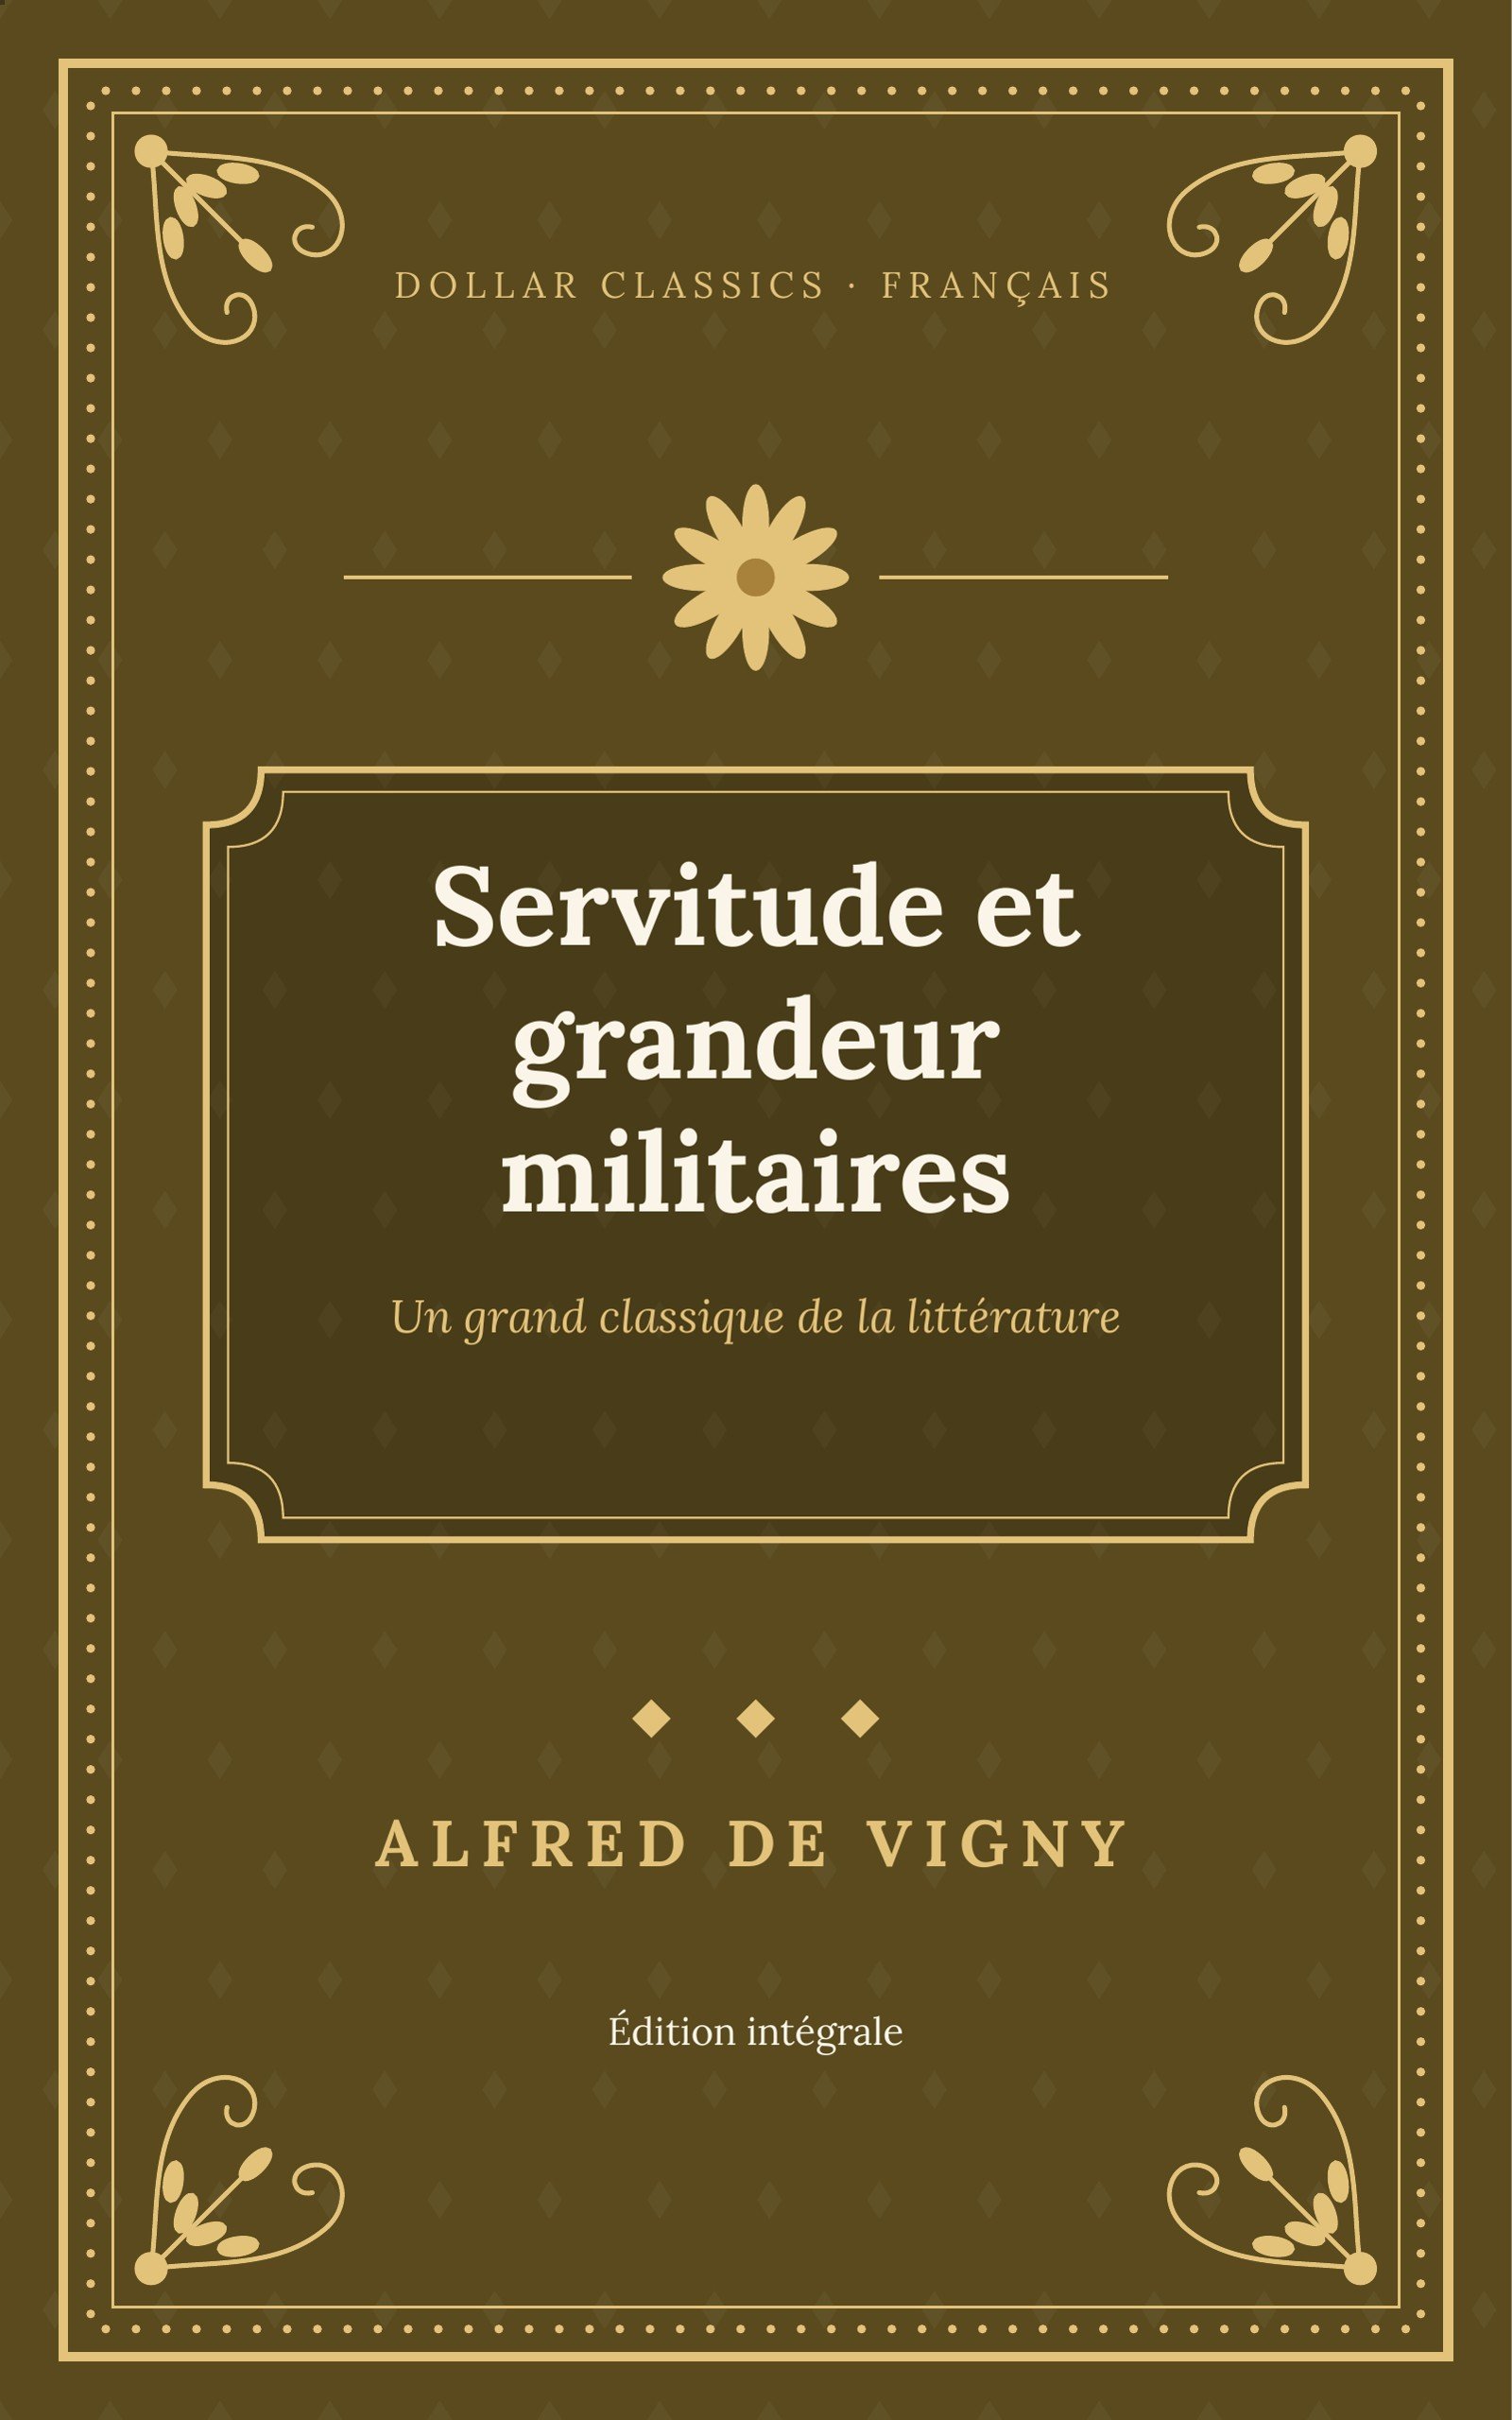 DOLLAR CLASSICS · FRANÇAIS
Servitude et
grandeur
militaires
Un grand classique de la littérature
ALFRED DE VIGNY
Édition intégrale